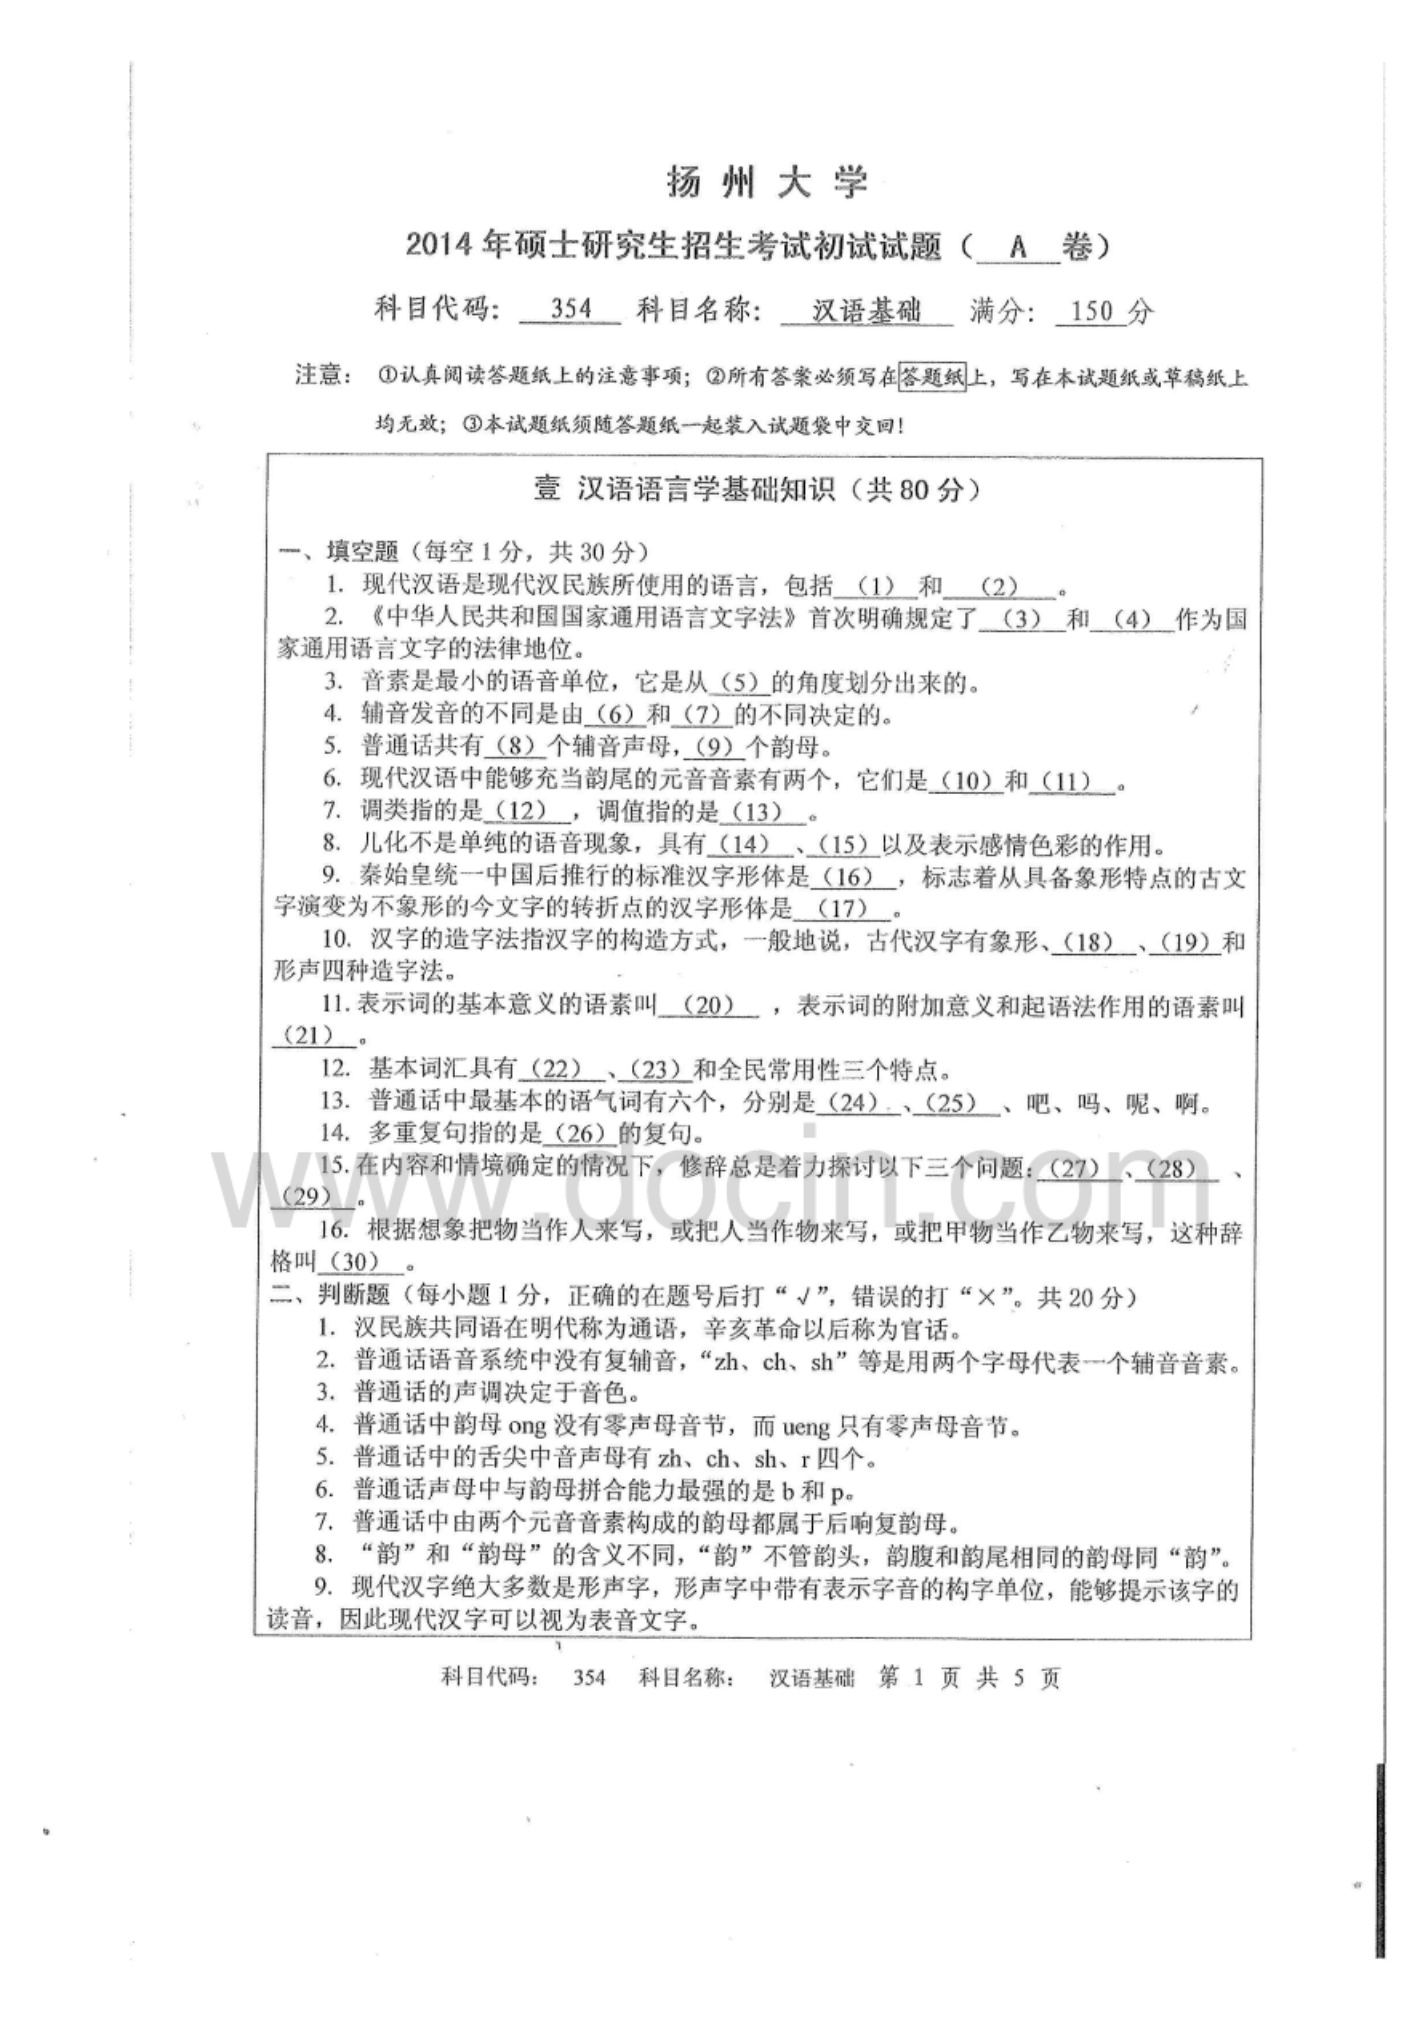 扬州大学
2014年硕士研究生招生考试初试试题（ A 卷）
科目代码： 354 科目名称： 汉语基础 满分： 150 分
注意： ①认真阅读答题纸上的注意事项；②所有答案必须写在答题纸上，写在本试题纸或草稿纸上
均无效；③本试题纸须随答题纸一起装入试题袋中交回！
壹 汉语语言学基础知识（共80分）
一、填空题（每空1分，共30分）
1. 现代汉语是现代汉民族所使用的语言，包括（1）和（2）。
2. 《中华人民共和国国家通用语言文字法》首次明确规定了（3）和（4）作为国
家通用语言文字的法律地位。
3. 音素是最小的语音单位，它是从（5）的角度划分出来的。
4. 辅音发音的不同是由（6）和（7）的不同决定的。
5. 普通话共有（8）个辅音声母，（9）个韵母。
6. 现代汉语中能够充当韵尾的元音音素有两个，它们是（10）和（11）。
7. 调类指的是（12），调值指的是（13）。
8. 儿化不是单纯的语音现象，具有（14）、（15）以及表示感情色彩的作用。
9. 秦始皇统一中国后推行的标准汉字形体是（16），标志着从具备象形特点的古文
字演变为不象形的今文字的转折点的汉字形体是（17）。
10. 汉字的造字法指汉字的构造方式，一般地说，古代汉字有象形、（18）、（19）和
形声四种造字法。
11.表示词的基本意义的语素叫（20），表示词的附加意义和起语法作用的语素叫
（21）。
12. 基本词汇具有（22）、（23）和全民常用性三个特点。
13. 普通话中最基本的语气词有六个，分别是（24）、（25）、吧、吗、呢、啊。
14. 多重复句指的是（26）的复句。
15.在内容和情境确定的情况下，修辞总是着力探讨以下三个问题：（27）、（28）、
（29）。
16. 根据想象把物当作人来写，或把人当作物来写，或把甲物当作乙物来写，这种辞
格叫（30）。
二、判断题（每小题1分，正确的在题号后打“√”，错误的打“×”。共20分）
1. 汉民族共同语在明代称为通语，辛亥革命以后称为官话。
2. 普通话语音系统中没有复辅音，“zh、ch、sh”等是用两个字母代表一个辅音音素。
3. 普通话的声调决定于音色。
4. 普通话中韵母ong没有零声母音节，而ueng只有零声母音节。
5. 普通话中的舌尖中音声母有zh、ch、sh、r四个。
6. 普通话声母中与韵母拼合能力最强的是b和p。
7. 普通话中由两个元音音素构成的韵母都属于后响复韵母。
8. “韵”和“韵母”的含义不同，“韵”不管韵头，韵腹和韵尾相同的韵母同“韵”。
9. 现代汉字绝大多数是形声字，形声字中带有表示字音的构字单位，能够提示该字的
读音，因此现代汉字可以视为表音文字。
科目代码： 354 科目名称： 汉语基础 第 1 页 共 5 页
www.docin.com